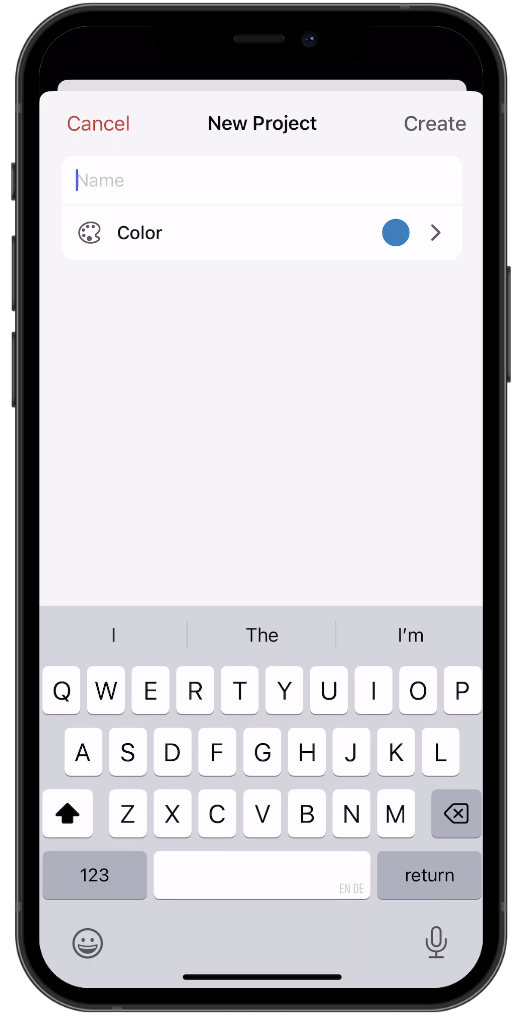 Cancel New Project Create
Name
Color
I The I'm
Q W E R T Y U I O P
A S D F G H J K L
Z X C V B N M
123 EN DE return